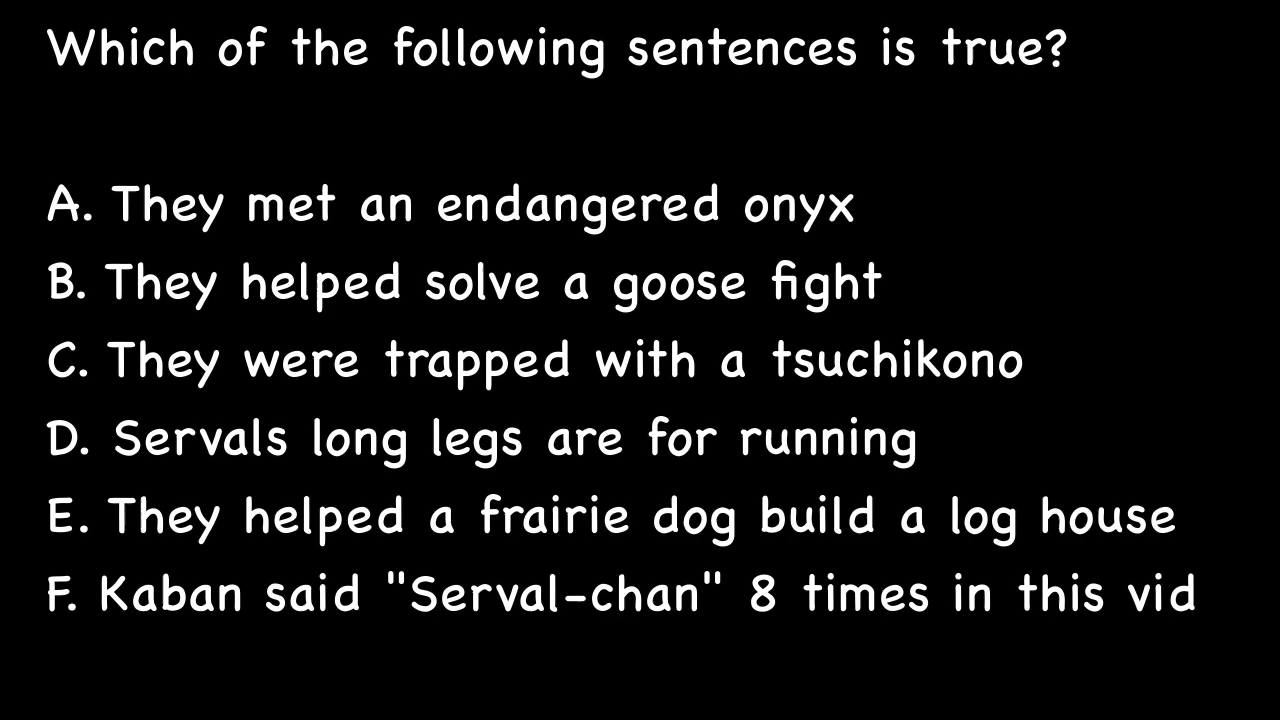 Which of the following sentences is true?
A. They met an endangered onyx
B. They helped solve a goose fight
C. They were trapped with a tsuchikono
D. Servals long legs are for running
E. They helped a frairie dog build a log house
F. Kaban said "Serval-chan" 8 times in this vid